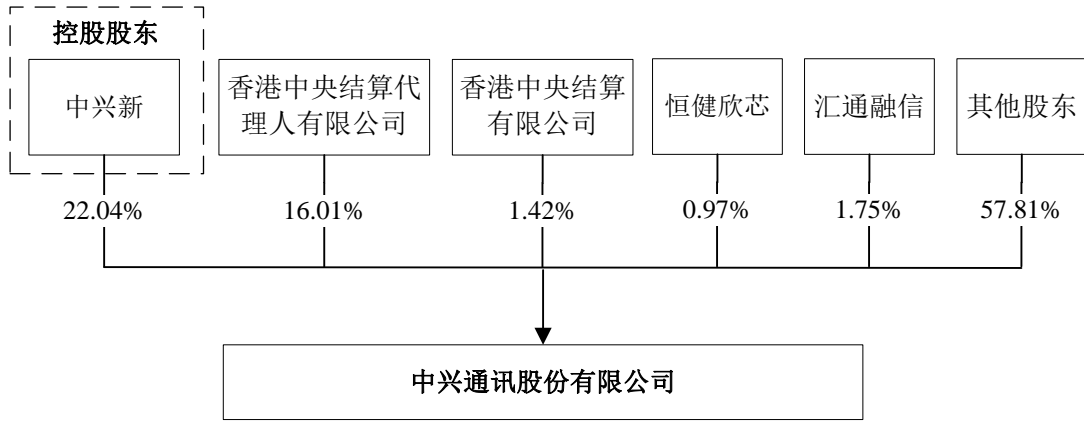 控股股东
中兴新
香港中央结算代
理人有限公司
香港中央结算
有限公司
恒健欣芯
汇通融信
其他股东
22.04%
16.01%
1.42%
0.97%
1.75%
57.81%
中兴通讯股份有限公司